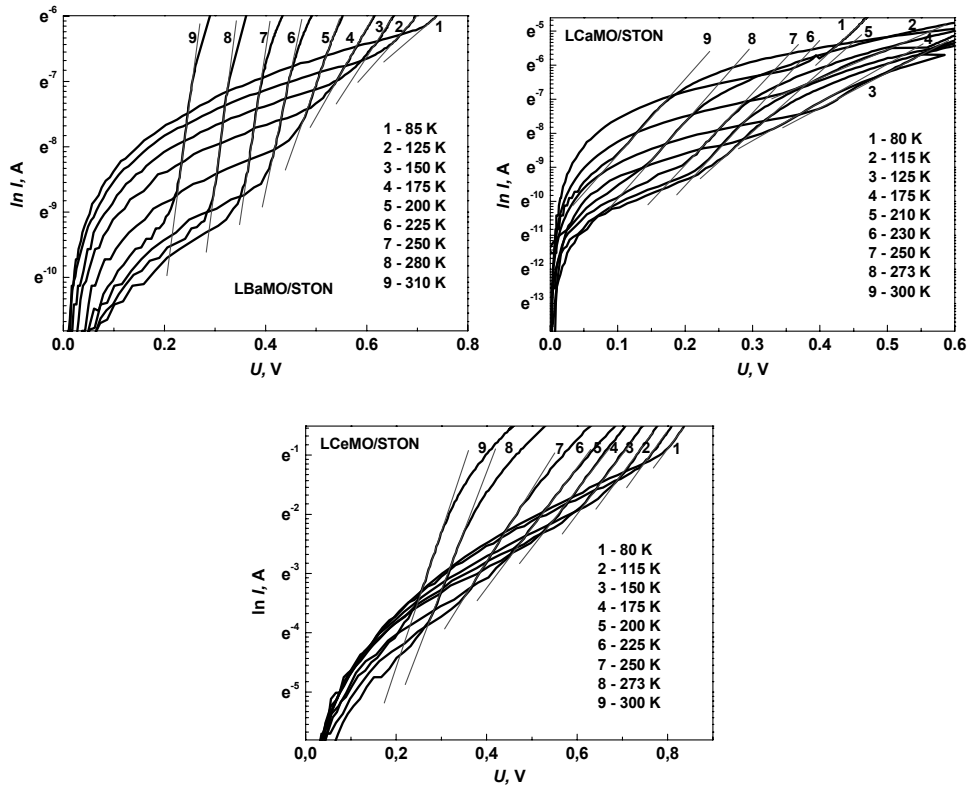 e⁻⁶
e⁻⁷
e⁻⁸
e⁻⁹
e⁻¹⁰
ln I, A
9 8 7 6 5 4 3 2 1
1 - 85 K
2 - 125 K
3 - 150 K
4 - 175 K
5 - 200 K
6 - 225 K
7 - 250 K
8 - 280 K
9 - 310 K
LBaMO/STON
0.0 0.2 0.4 0.6 0.8
U, V
LCaMO/STON
e⁻⁵
e⁻⁶
e⁻⁷
e⁻⁸
e⁻⁹
e⁻¹⁰
e⁻¹¹
e⁻¹²
e⁻¹³
ln I, A
9 8 7 6 5 1 2 4
3
1 - 80 K
2 - 115 K
3 - 125 K
4 - 175 K
5 - 210 K
6 - 230 K
7 - 250 K
8 - 273 K
9 - 300 K
0.0 0.1 0.2 0.3 0.4 0.5 0.6
U, V
LCeMO/STON
e⁻¹
e⁻²
e⁻³
e⁻⁴
e⁻⁵
ln I, A
9 8 7 6 5 4 3 2 1
1 - 80 K
2 - 115 K
3 - 150 K
4 - 175 K
5 - 200 K
6 - 225 K
7 - 250 K
8 - 273 K
9 - 300 K
0,0 0,2 0,4 0,6 0,8
U, V